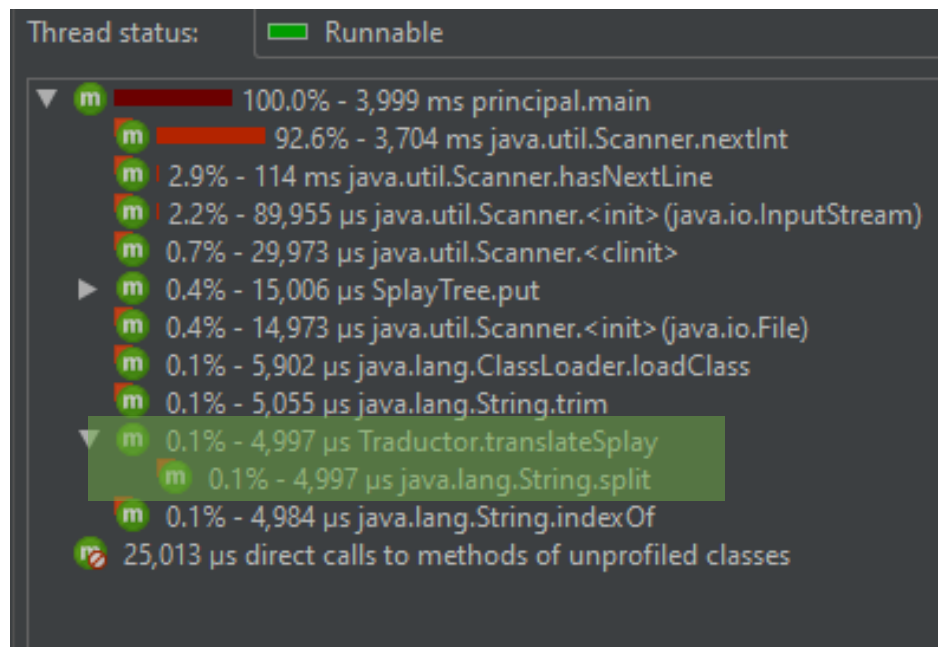 Thread status: Runnable
m 100.0% - 3,999 ms principal.main
m 92.6% - 3,704 ms java.util.Scanner.nextInt
m 2.9% - 114 ms java.util.Scanner.hasNextLine
m 2.2% - 89,955 µs java.util.Scanner.<init>(java.io.InputStream)
m 0.7% - 29,973 µs java.util.Scanner.<clinit>
m 0.4% - 15,006 µs SplayTree.put
m 0.4% - 14,973 µs java.util.Scanner.<init>(java.io.File)
m 0.1% - 5,902 µs java.lang.ClassLoader.loadClass
m 0.1% - 5,055 µs java.lang.String.trim
m 0.1% - 4,997 µs Traductor.translateSplay
m 0.1% - 4,997 µs java.lang.String.split
m 0.1% - 4,984 µs java.lang.String.indexOf
m 25,013 µs direct calls to methods of unprofiled classes